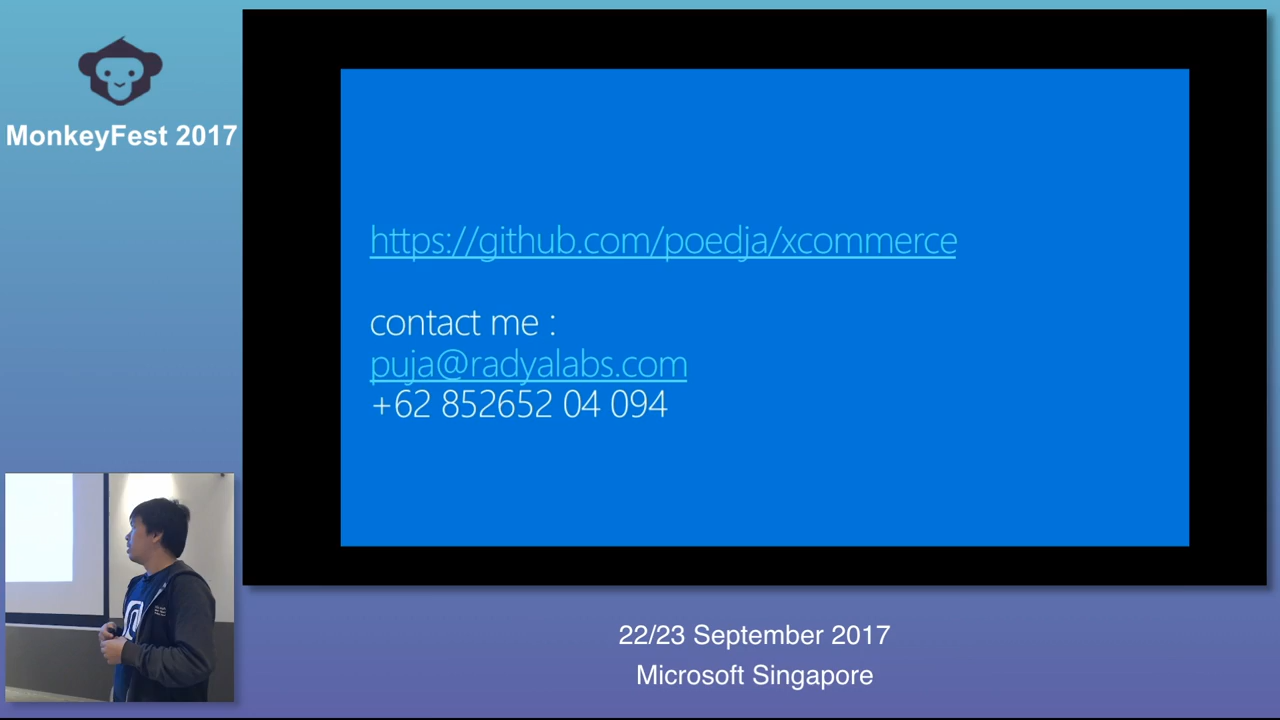 MonkeyFest 2017
https://github.com/poedja/xcommerce
contact me :
puja@radyalabs.com
+62 852652 04 094
22/23 September 2017
Microsoft Singapore